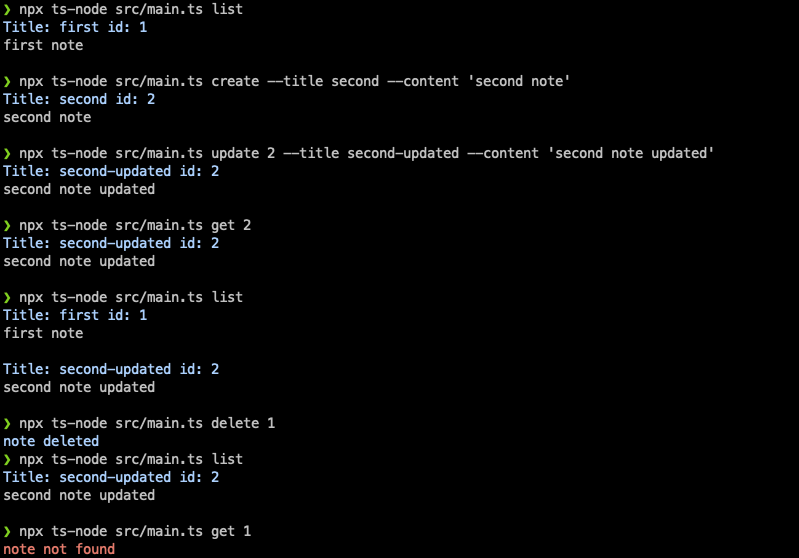 ❯ npx ts-node src/main.ts list
Title: first id: 1
first note
❯ npx ts-node src/main.ts create --title second --content 'second note'
Title: second id: 2
second note
❯ npx ts-node src/main.ts update 2 --title second-updated --content 'second note updated'
Title: second-updated id: 2
second note updated
❯ npx ts-node src/main.ts get 2
Title: second-updated id: 2
second note updated
❯ npx ts-node src/main.ts list
Title: first id: 1
first note
Title: second-updated id: 2
second note updated
❯ npx ts-node src/main.ts delete 1
note deleted
❯ npx ts-node src/main.ts list
Title: second-updated id: 2
second note updated
❯ npx ts-node src/main.ts get 1
note not found